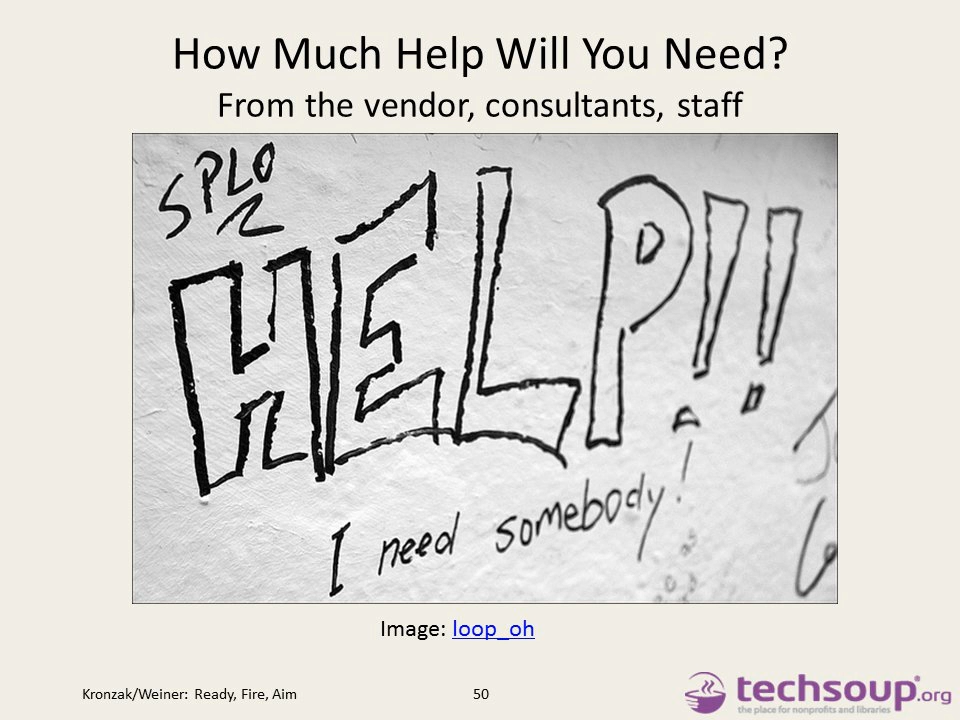 How Much Help Will You Need?
From the vendor, consultants, staff
SPLO
HELP!!
I need somebody!
Image: loop_oh
Kronzak/Weiner: Ready, Fire, Aim
50
techsoup.org
the place for nonprofits and libraries